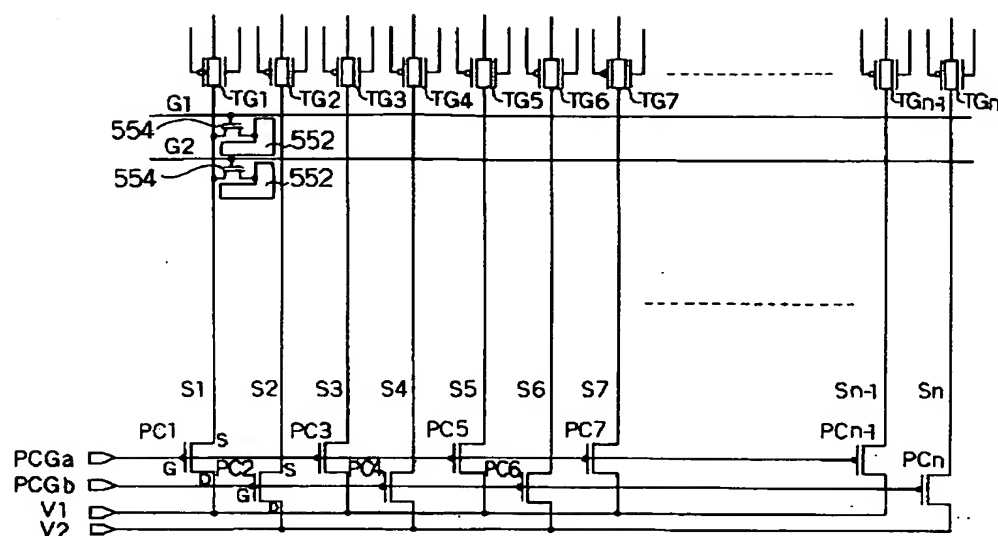 TG1 TG2 TG3 TG4 TG5 TG6 TG7 TGn-1 TGn
G1
554 552
G2
554 552
S1 S2 S3 S4 S5 S6 S7 Sn-1 Sn
PC1 S PC3 PC5 PC7 PCn-1
PCGa G PC2 S PC4 PC6 PCn
PCGb D G
V1 D
V2